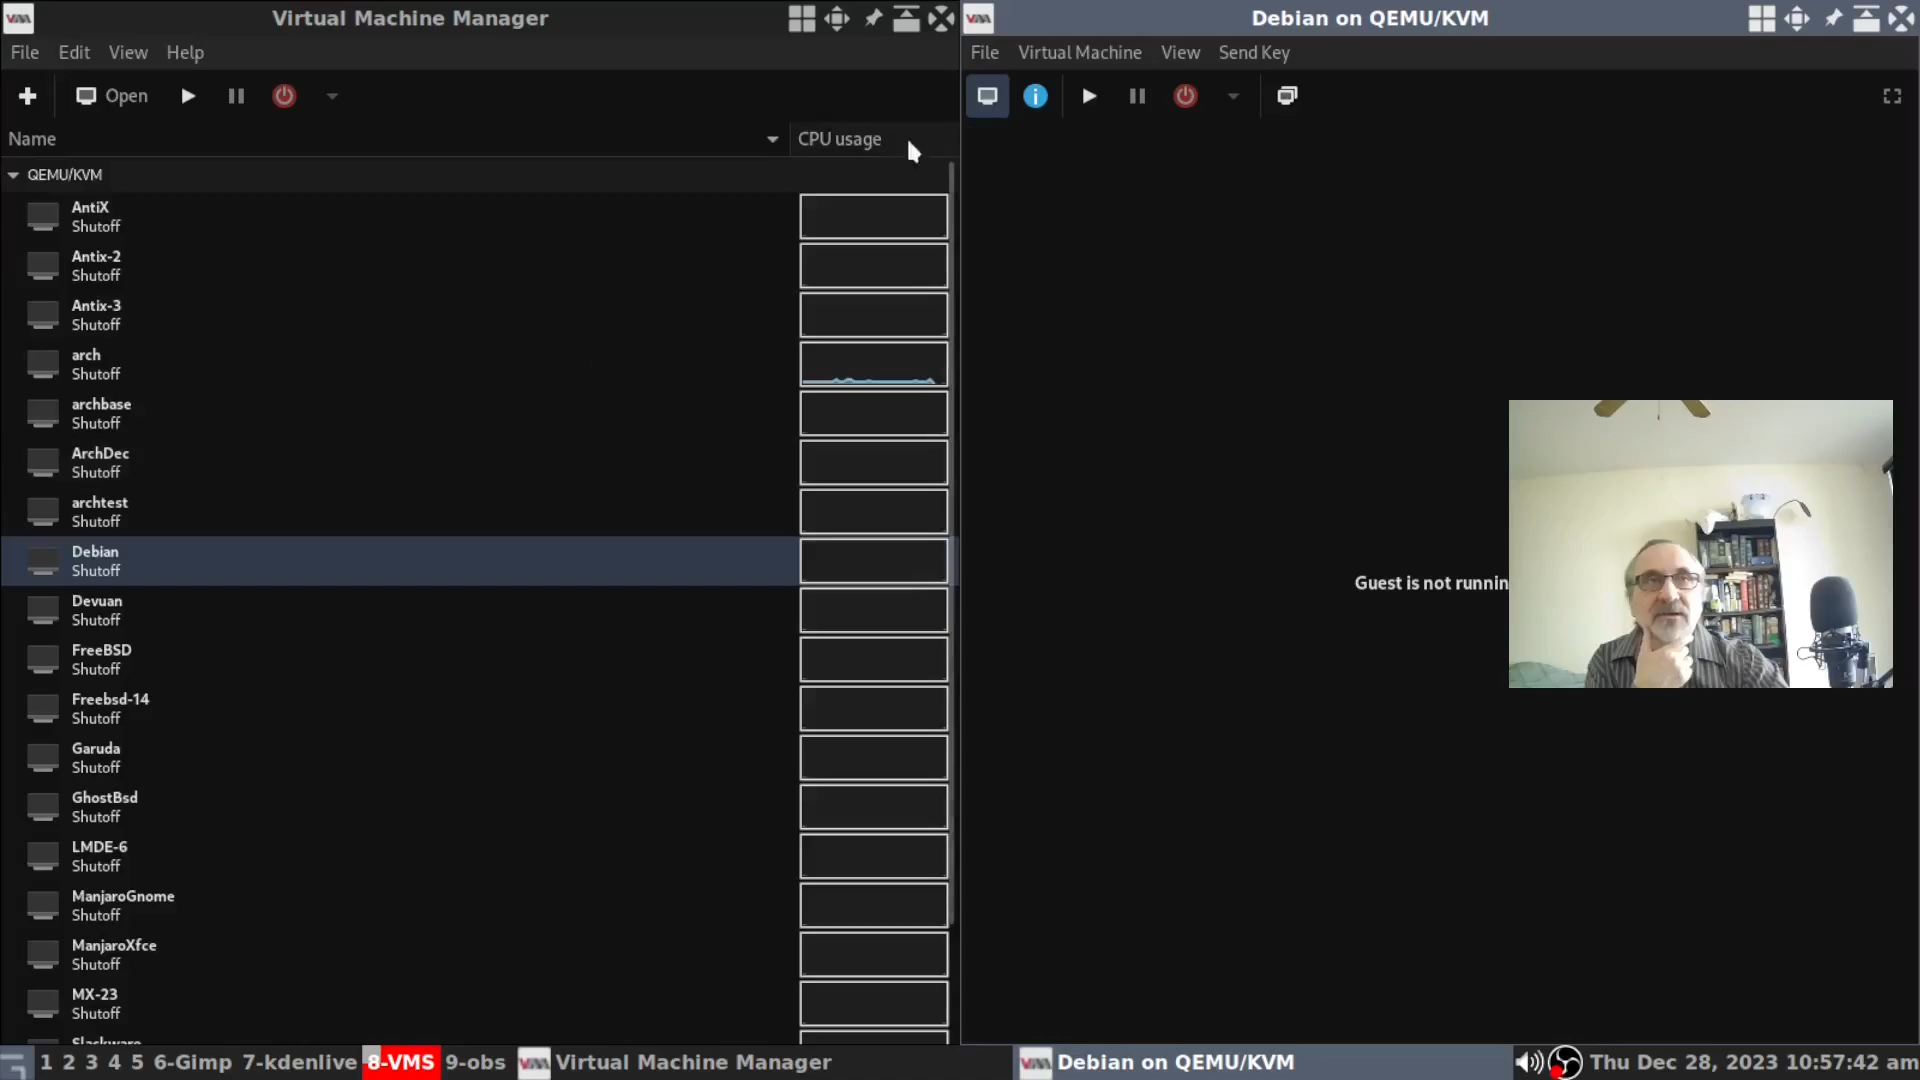 Virtual Machine Manager
File Edit View Help
Open
Name CPU usage
QEMU/KVM
AntiX
Shutoff
Antix-2
Shutoff
Antix-3
Shutoff
arch
Shutoff
archbase
Shutoff
ArchDec
Shutoff
archtest
Shutoff
Debian
Shutoff
Devuan
Shutoff
FreeBSD
Shutoff
Freebsd-14
Shutoff
Garuda
Shutoff
GhostBsd
Shutoff
LMDE-6
Shutoff
ManjaroGnome
Shutoff
ManjaroXfce
Shutoff
MX-23
Shutoff
Slackware
Debian on QEMU/KVM
File Virtual Machine View Send Key
Guest is not runnin
1 2 3 4 5 6-Gimp 7-kdenlive 8-VMS 9-obs Virtual Machine Manager Debian on QEMU/KVM Thu Dec 28, 2023 10:57:42 am